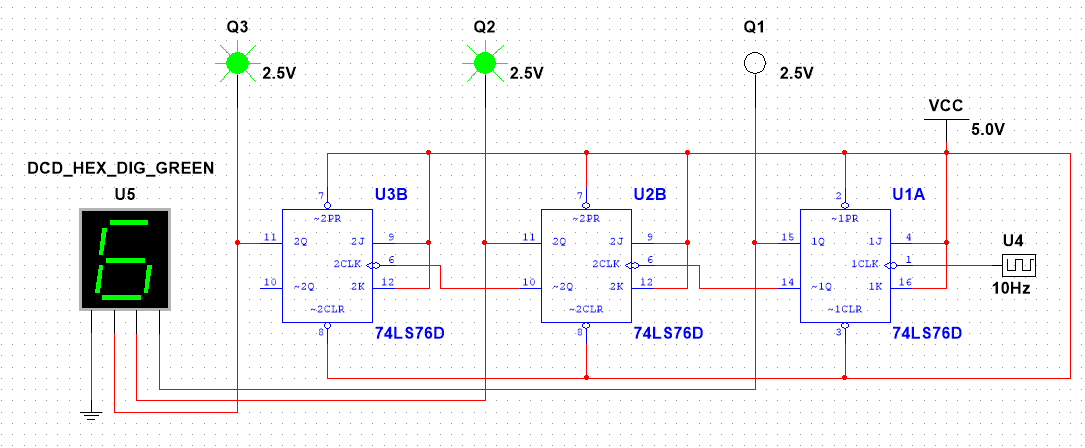 Q3
Q2
Q1
2.5V
2.5V
2.5V
VCC
5.0V
DCD_HEX_DIG_GREEN
U5
6
U3B
7
~2PR
11
2Q
2J
9
2CLK
6
10
~2Q
2K
12
~2CLR
8
74LS76D
U2B
7
~2PR
11
2Q
2J
9
2CLK
6
10
~2Q
2K
12
~2CLR
8
74LS76D
U1A
2
~1PR
15
1Q
1J
4
1CLK
1
14
~1Q
1K
16
~1CLR
3
74LS76D
U4
10Hz